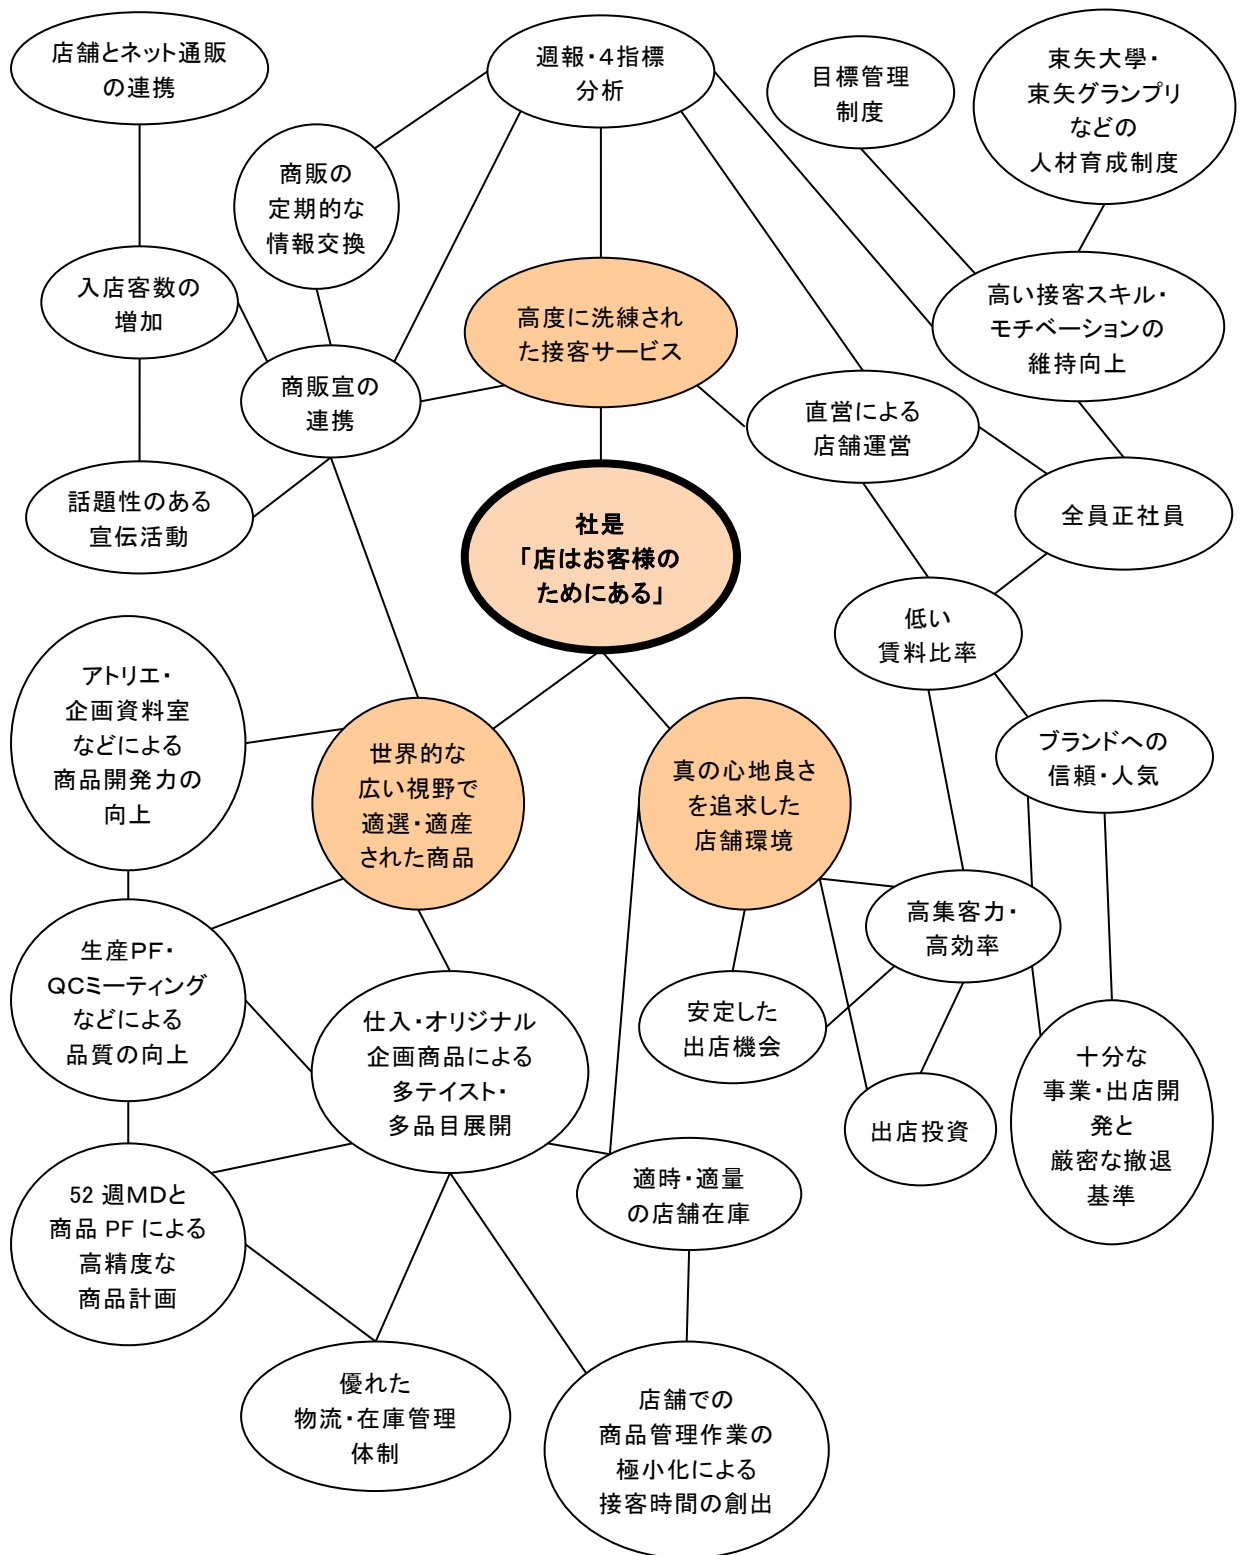 店舗とネット通販
の連携
週報・4指標
分析
目標管理
制度
束矢大學・
束矢グランプリ
などの
人材育成制度
商販の
定期的な
情報交換
入店客数の
増加
高度に洗練され
た接客サービス
高い接客スキル・
モチベーションの
維持向上
商販宣の
連携
直営による
店舗運営
話題性のある
宣伝活動
社是
「店はお客様の
ためにある」
全員正社員
低い
賃料比率
アトリエ・
企画資料室
などによる
商品開発力の
向上
世界的な
広い視野で
適選・適産
された商品
真の心地良さ
を追求した
店舗環境
ブランドへの
信頼・人気
生産PF・
QCミーティング
などによる
品質の向上
高集客力・
高効率
仕入・オリジナル
企画商品による
多テイスト・
多品目展開
安定した
出店機会
出店投資
十分な
事業・出店開
発と
厳密な撤退
基準
52 週MDと
商品 PF による
高精度な
商品計画
適時・適量
の店舗在庫
優れた
物流・在庫管理
体制
店舗での
商品管理作業の
極小化による
接客時間の創出